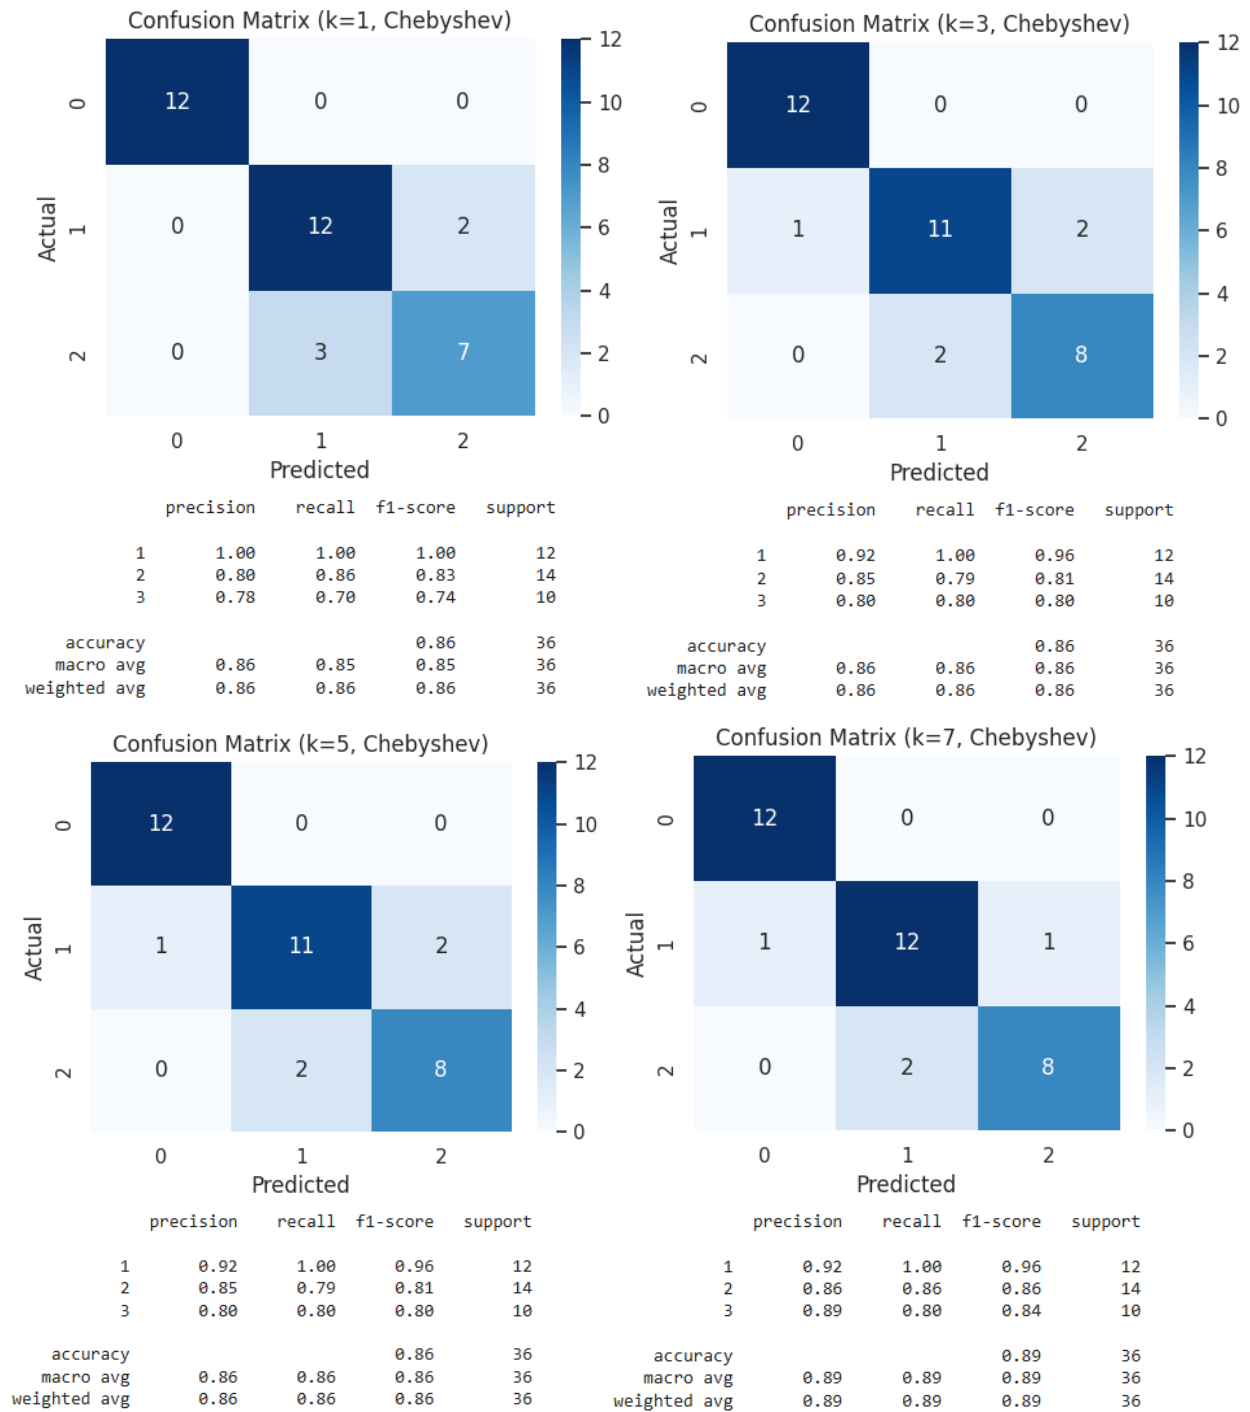 Confusion Matrix (k=1, Chebyshev)
12 0 0
0 12 2
0 3 7
0
1
2
Actual
0 1 2
Predicted
12
10
8
6
4
2
0
precision recall f1-score support
1 1.00 1.00 1.00 12
2 0.80 0.86 0.83 14
3 0.78 0.70 0.74 10
accuracy 0.86 36
macro avg 0.86 0.85 0.85 36
weighted avg 0.86 0.86 0.86 36
Confusion Matrix (k=3, Chebyshev)
12 0 0
1 11 2
0 2 8
0
1
2
Actual
0 1 2
Predicted
12
10
8
6
4
2
0
precision recall f1-score support
1 0.92 1.00 0.96 12
2 0.85 0.79 0.81 14
3 0.80 0.80 0.80 10
accuracy 0.86 36
macro avg 0.86 0.86 0.86 36
weighted avg 0.86 0.86 0.86 36
Confusion Matrix (k=5, Chebyshev)
12 0 0
1 11 2
0 2 8
0
1
2
Actual
0 1 2
Predicted
12
10
8
6
4
2
0
precision recall f1-score support
1 0.92 1.00 0.96 12
2 0.85 0.79 0.81 14
3 0.80 0.80 0.80 10
accuracy 0.86 36
macro avg 0.86 0.86 0.86 36
weighted avg 0.86 0.86 0.86 36
Confusion Matrix (k=7, Chebyshev)
12 0 0
1 12 1
0 2 8
0
1
2
Actual
0 1 2
Predicted
12
10
8
6
4
2
0
precision recall f1-score support
1 0.92 1.00 0.96 12
2 0.86 0.86 0.86 14
3 0.89 0.80 0.84 10
accuracy 0.89 36
macro avg 0.89 0.89 0.89 36
weighted avg 0.89 0.89 0.89 36